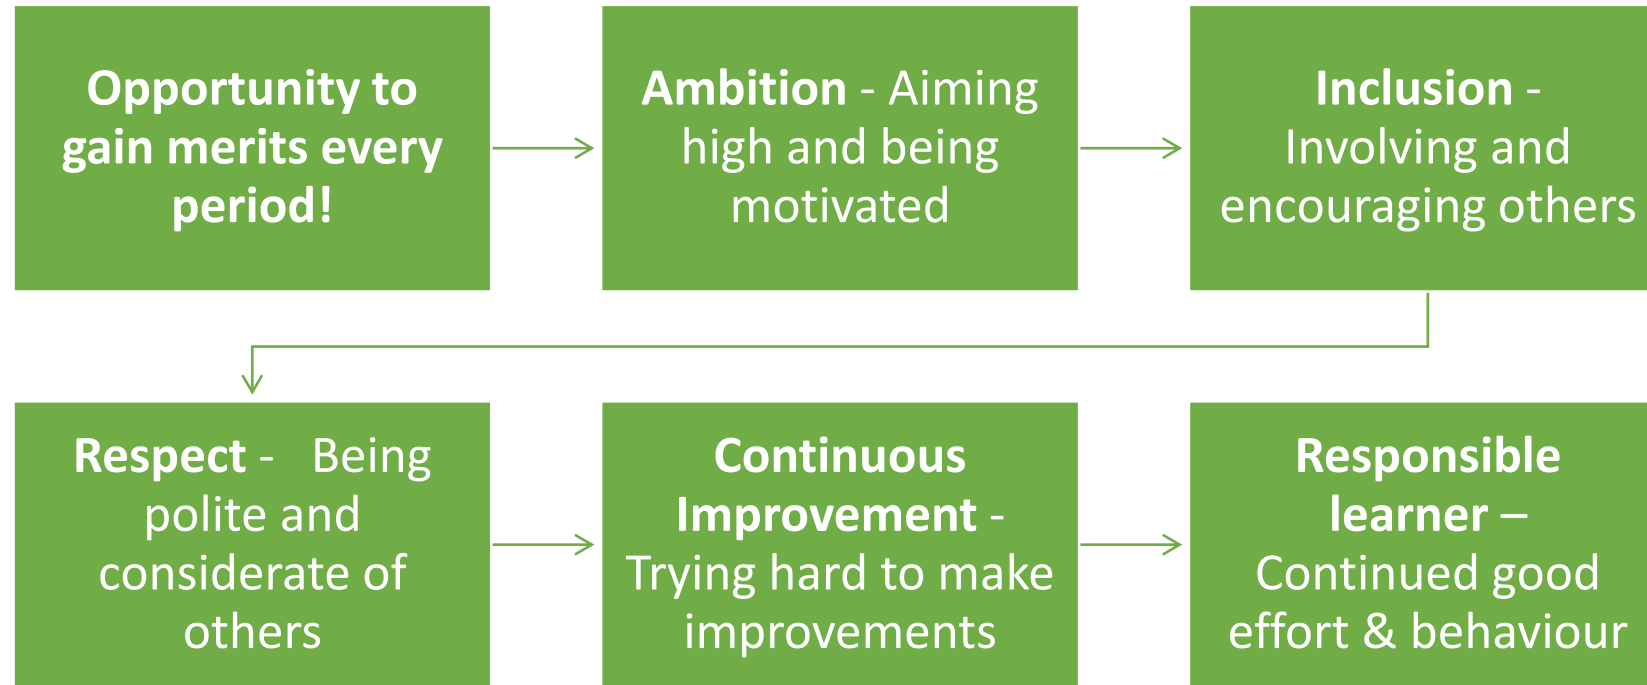 Opportunity to
gain merits every
period!
Ambition - Aiming
high and being
motivated
Inclusion -
Involving and
encouraging others
Respect -   Being
polite and
considerate of
others
Continuous
Improvement -
Trying hard to make
improvements
Responsible
learner –
Continued good
effort & behaviour